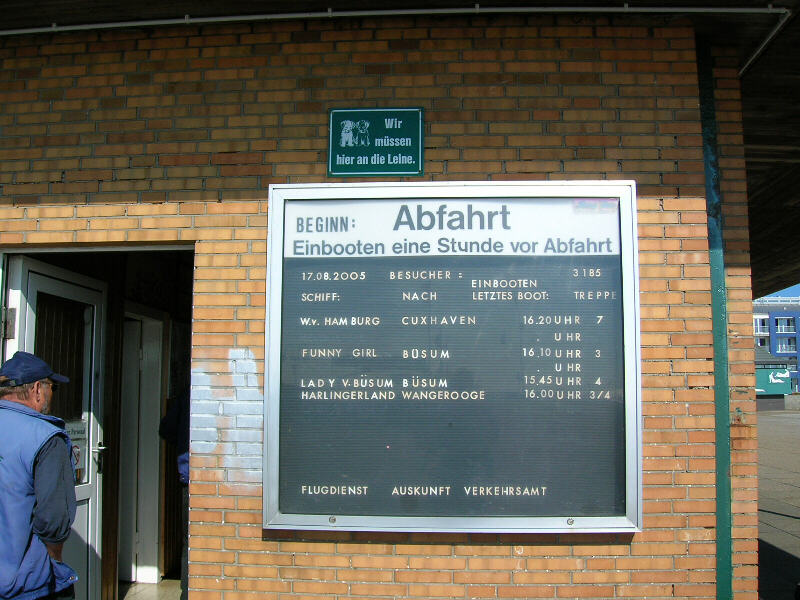 Wir
müssen
hier an die Leine.
BEGINN: Abfahrt
Einbooten eine Stunde vor Abfahrt
17.08.2005 BESUCHER: 3185
EINBOOTEN
SCHIFF: NACH LETZTES BOOT: TREPPE
W.v. HAMBURG CUXHAVEN 16.20 UHR 7
. UHR
FUNNY GIRL BÜSUM 16.10 UHR 3
. UHR
LADY V-BÜSUM BÜSUM 15.45 UHR 4
HARLINGERLAND WANGEROOGE 16.00 UHR 3/4
FLUGDIENST AUSKUNFT VERKEHRSAMT